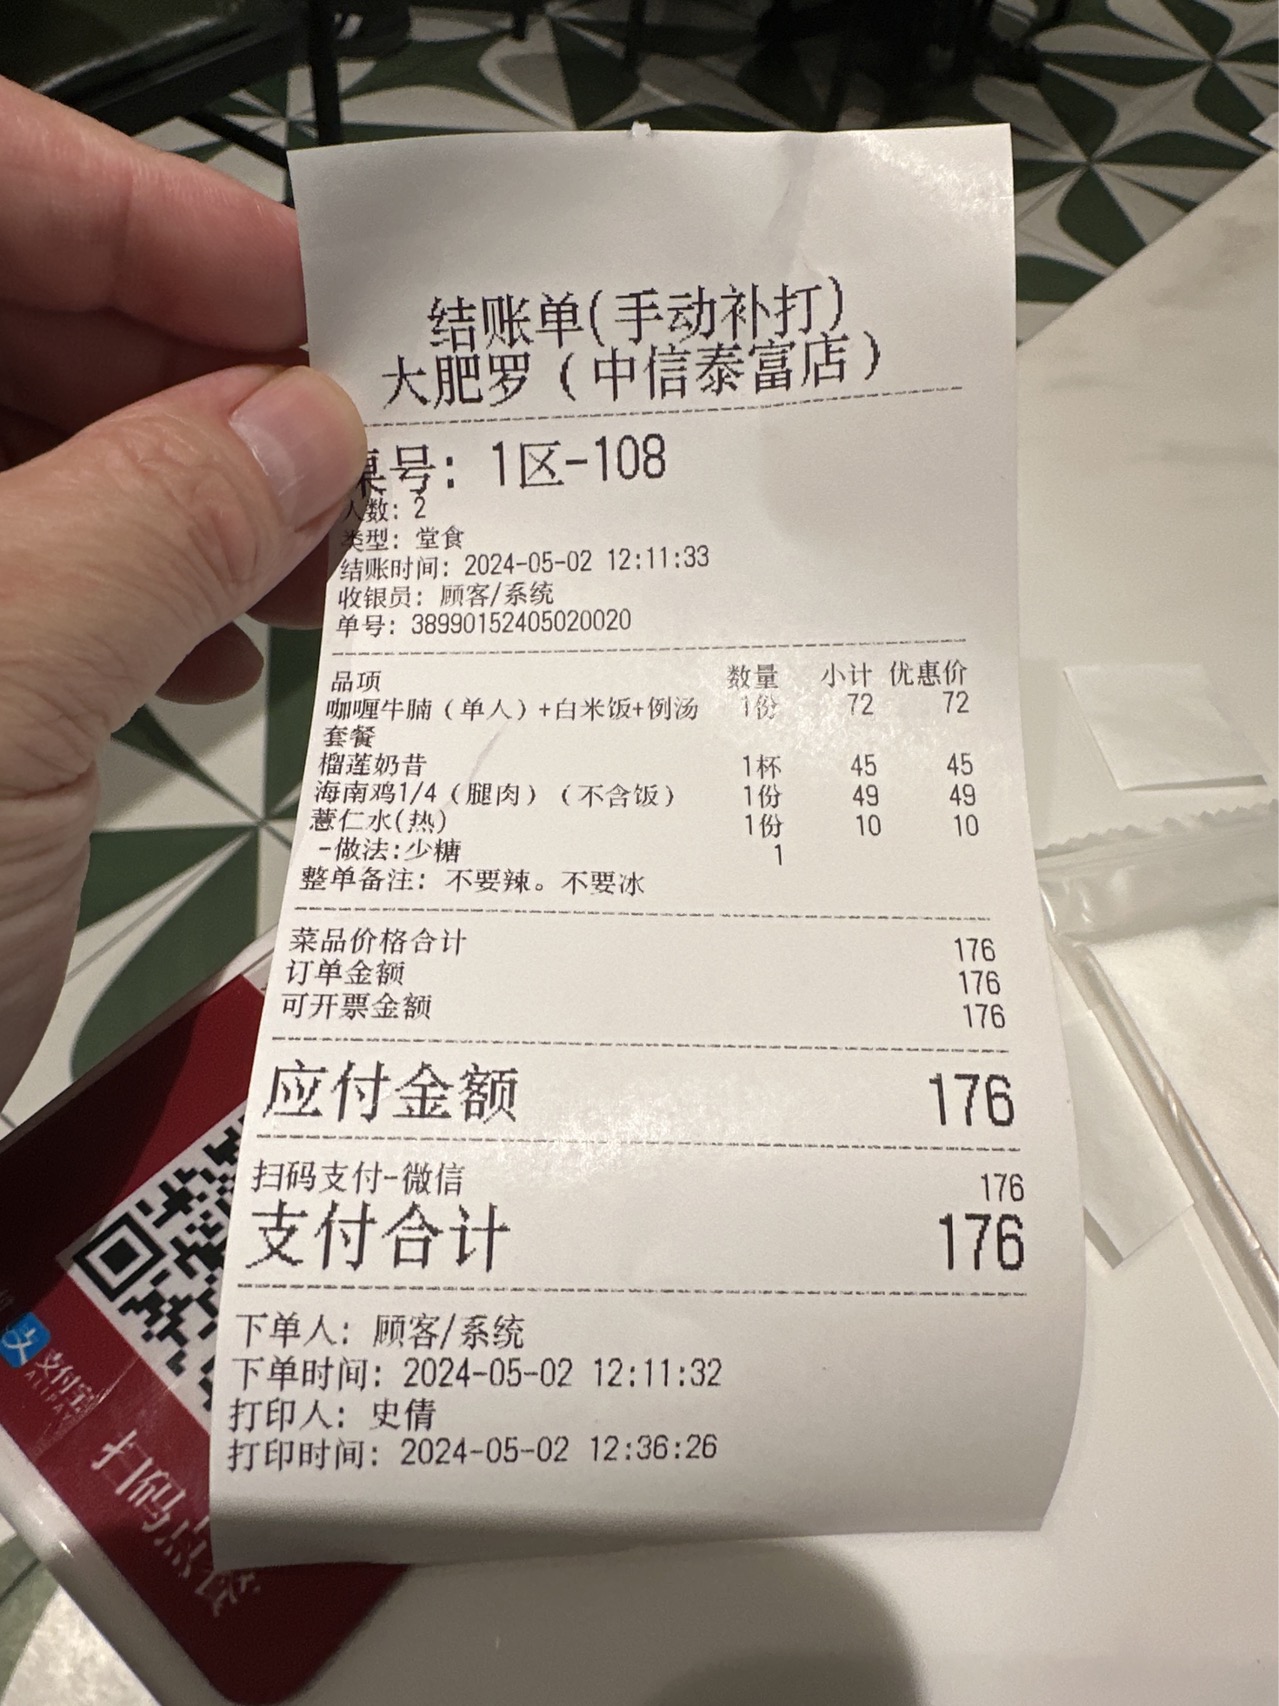 结账单(手动补打)
大肥罗（中信泰富店）
桌号: 1区-108
人数: 2
类型: 堂食
结账时间: 2024-05-02 12:11:33
收银员: 顾客/系统
单号: 38990152405020020
品项 数量 小计 优惠价
咖喱牛腩（单人）+白米饭+例汤 1份 72 72
套餐
榴莲奶昔 1杯 45 45
海南鸡1/4（腿肉）（不含饭） 1份 49 49
薏仁水(热) 1份 10 10
-做法:少糖 1
整单备注: 不要辣。不要冰
菜品价格合计 176
订单金额 176
可开票金额 176
应付金额 176
扫码支付-微信 176
支付合计 176
下单人: 顾客/系统
下单时间: 2024-05-02 12:11:32
打印人: 史倩
打印时间: 2024-05-02 12:36:26
支付宝
ALIPAY
扫码点餐